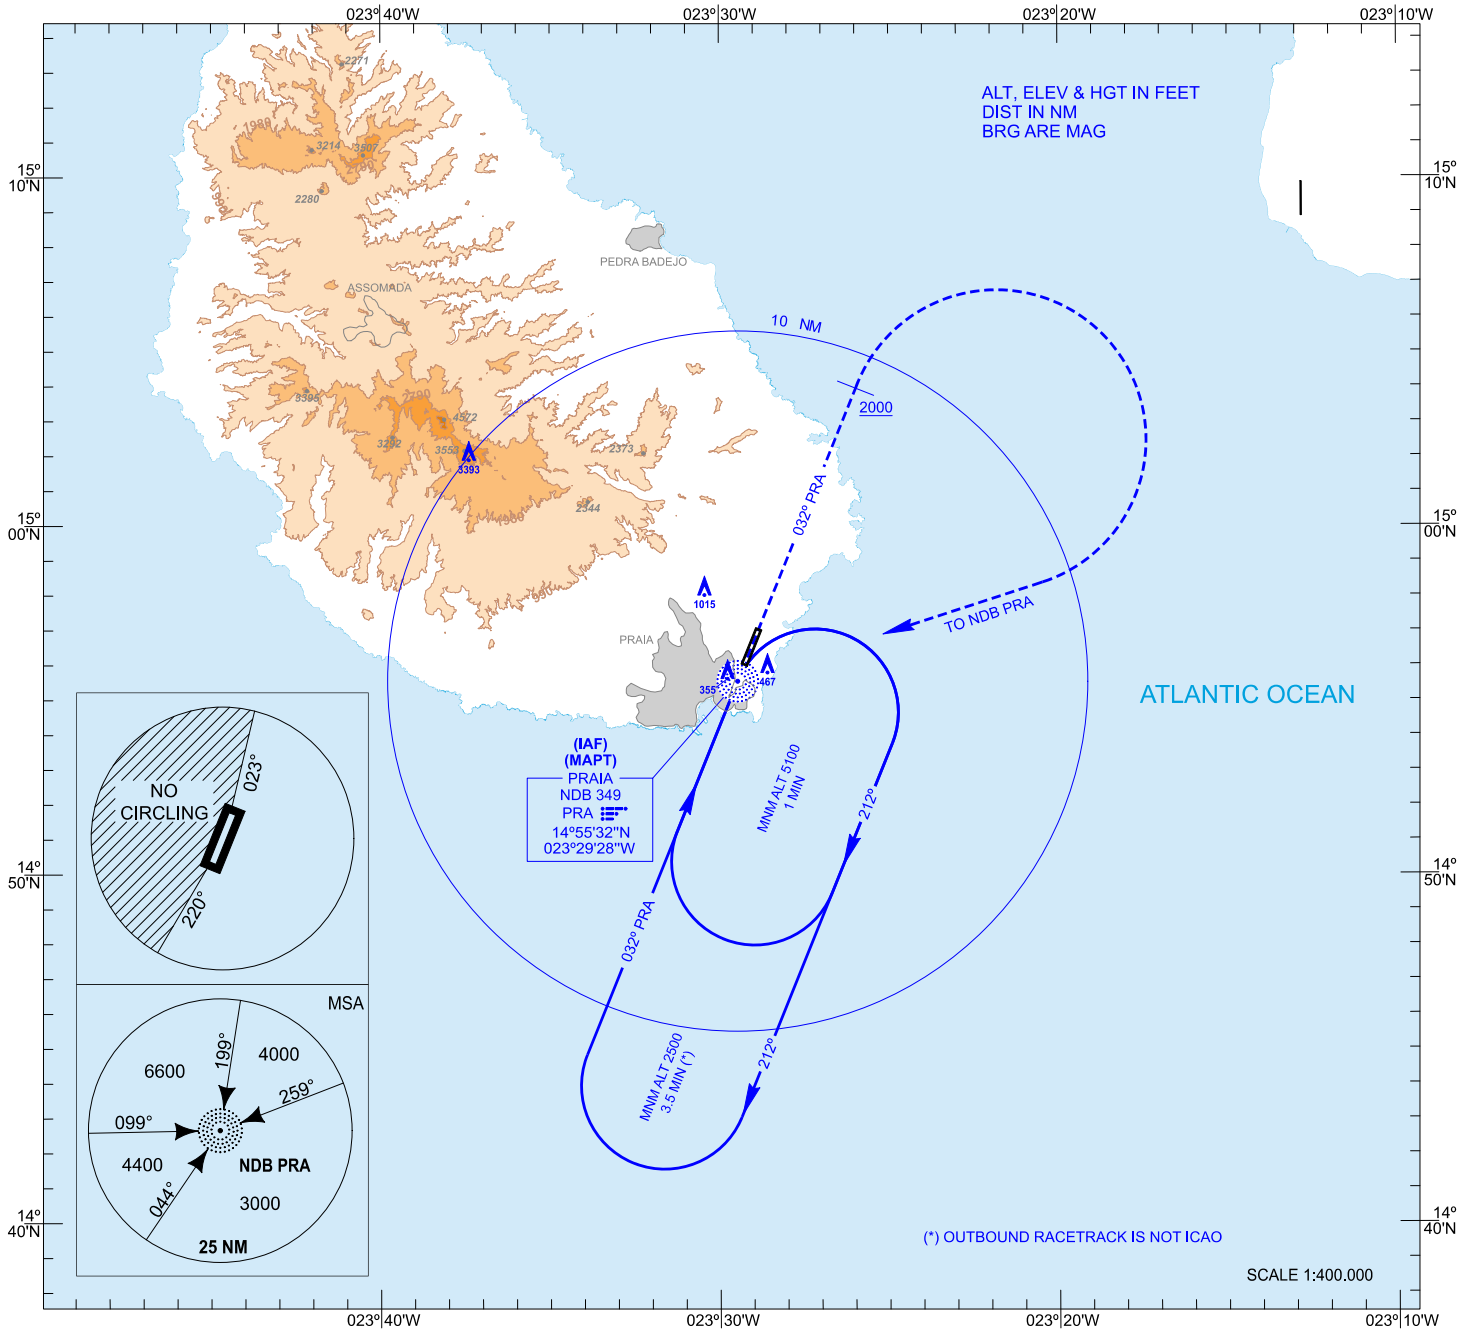 023°40'W
023°30'W
023°20'W
023°10'W
ALT, ELEV & HGT IN FEET
DIST IN NM
BRG ARE MAG
15°
10'N
15°
10'N
2271
1980
3214
3507
2790
2280
990
PEDRA BADEJO
ASSOMADA
10 NM
2000
3395
2790
4572
3292
3553
3393
2373
2344
1980
990
032° PRA
15°
00'N
15°
00'N
1015
TO NDB PRA
PRAIA
355
467
ATLANTIC OCEAN
(IAF)
(MAPT)
PRAIA
NDB 349
PRA
14°55'32"N
023°29'28"W
MNM ALT 5100
1 MIN
212°
NO
CIRCLING
023°
220°
14°
50'N
14°
50'N
032° PRA
MNM ALT 2500
3.5 MIN (*)
212°
MSA
6600
199°
4000
259°
099°
4400
044°
NDB PRA
3000
25 NM
14°
40'N
14°
40'N
(*) OUTBOUND RACETRACK IS NOT ICAO
SCALE 1:400.000
023°40'W
023°30'W
023°20'W
023°10'W